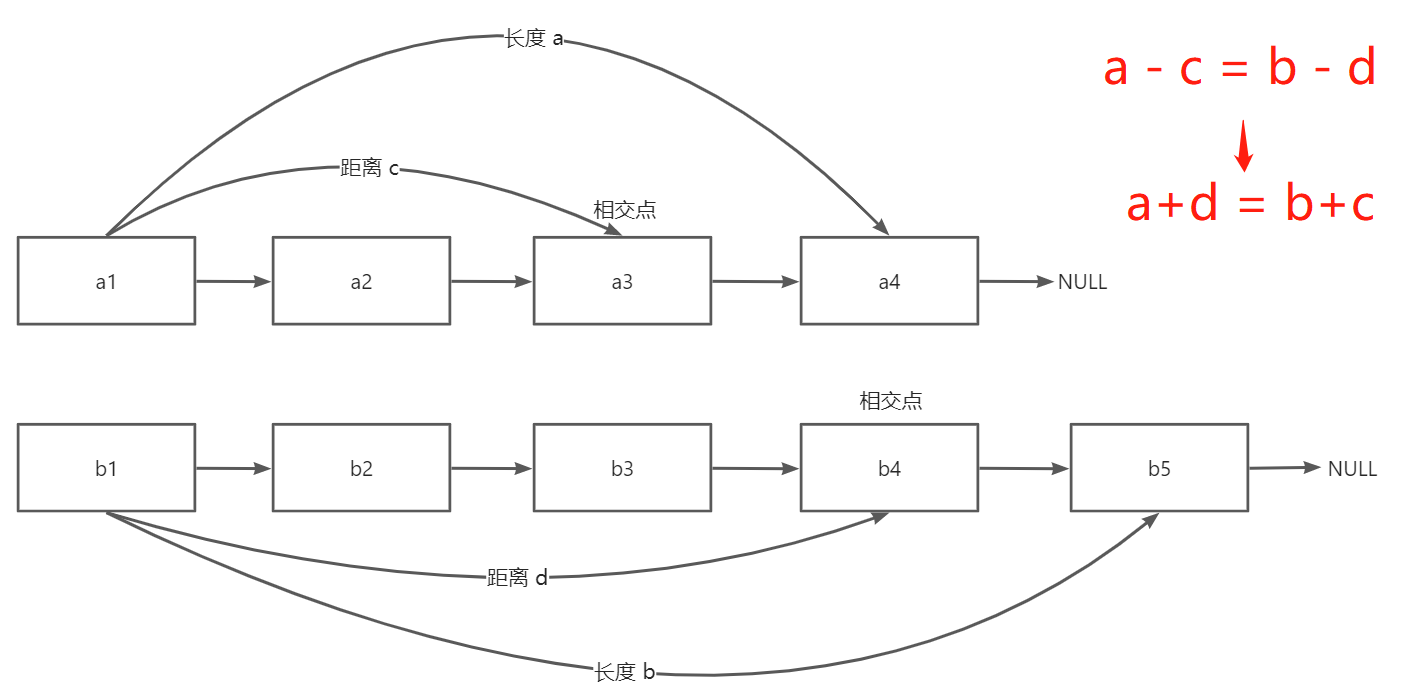 长度 a
a - c = b - d
距离 c
a+d = b+c
相交点
a1
a2
a3
a4
NULL
相交点
b1
b2
b3
b4
b5
NULL
距离 d
长度 b